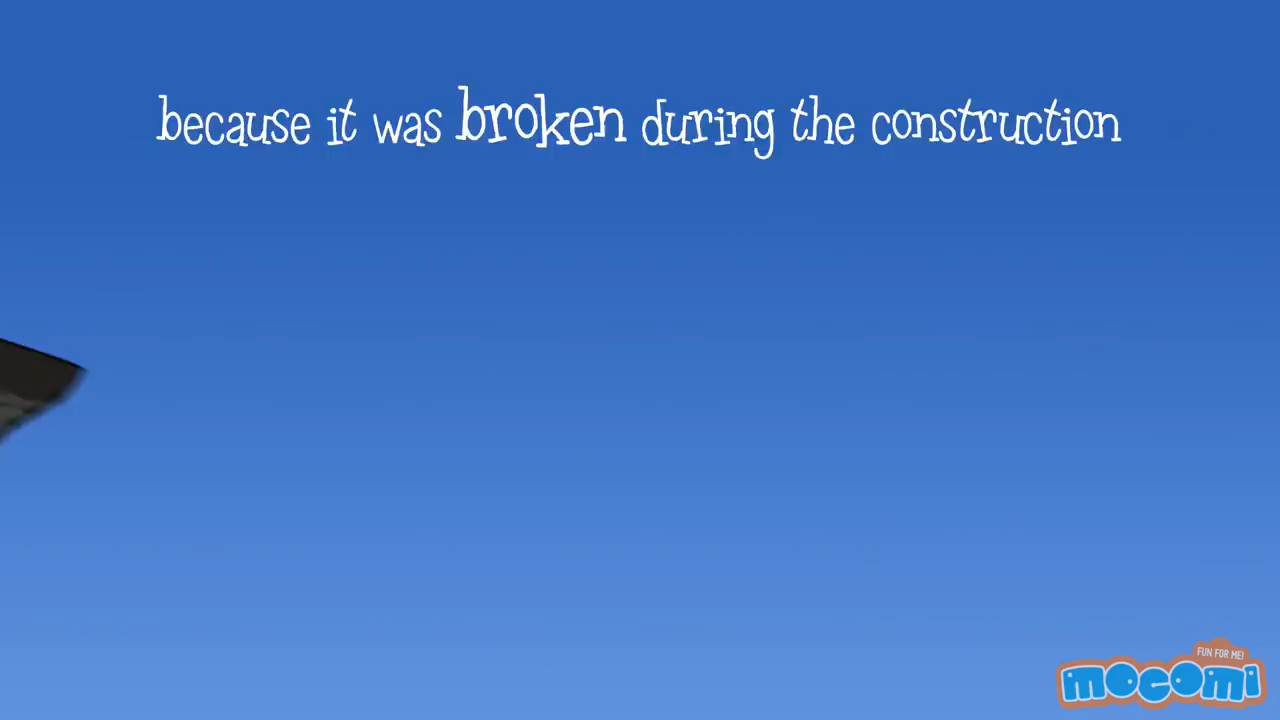 because it was broken during the construction
FUN FOR ME!
mocomi